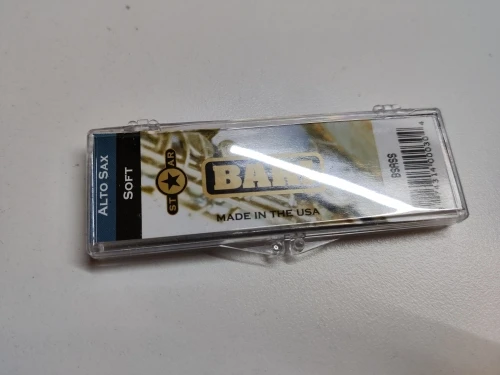 ALTO SAX
SOFT
ST★AR
BARI
MADE IN THE USA